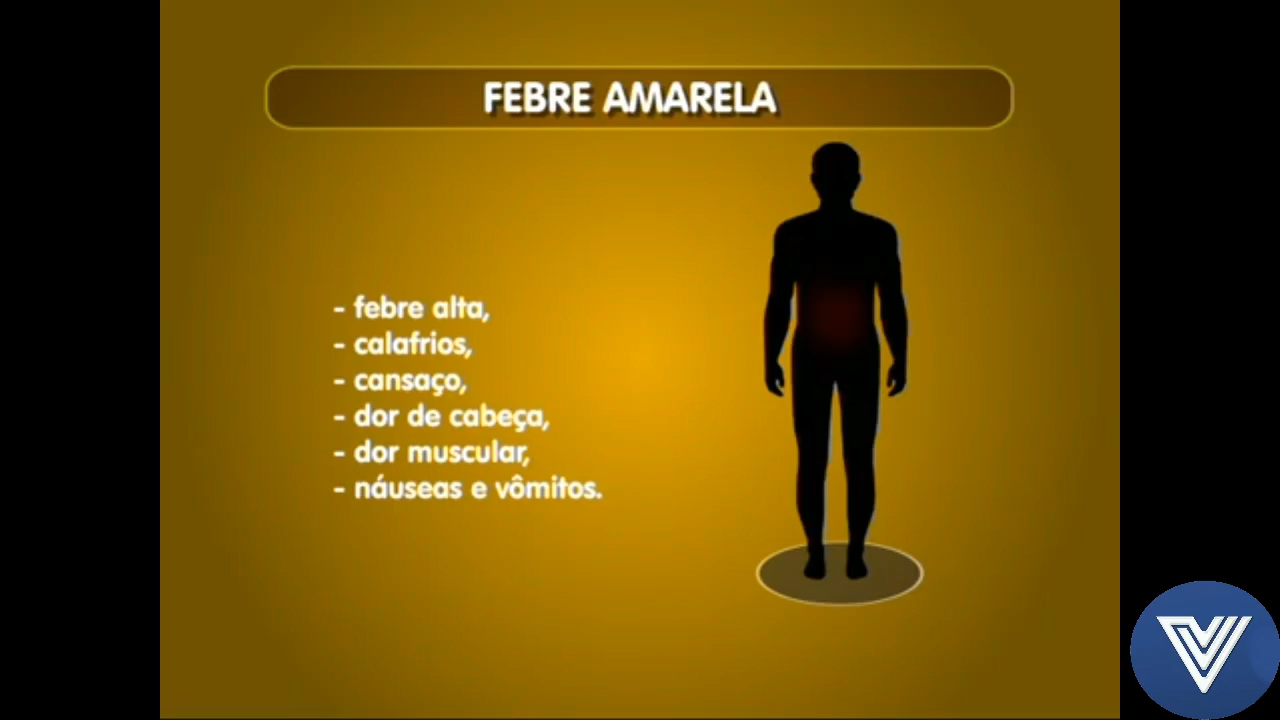 FEBRE AMARELA
- febre alta,
- calafrios,
- cansaço,
- dor de cabeça,
- dor muscular,
- náuseas e vômitos.